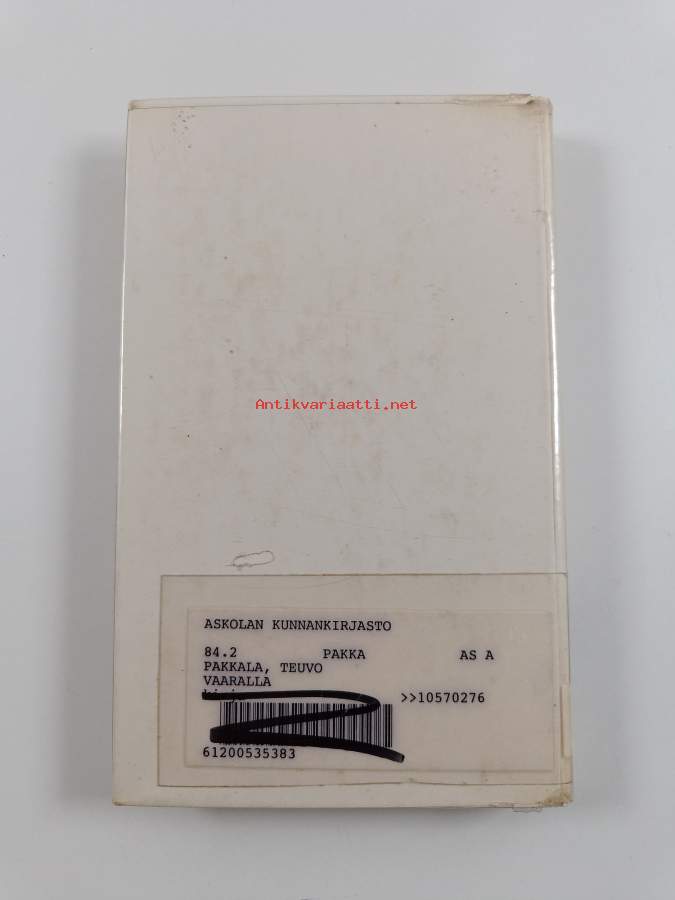 Antikvariaatti.net
ASKOLAN KUNNANKIRJASTO
84.2 PAKKA AS A
PAKKALA, TEUVO
VAARALLA
>>10570276
61200535383